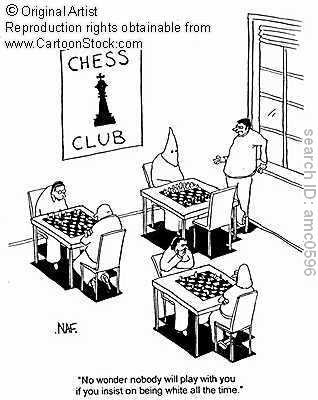 © Original Artist
Reproduction rights obtainable from
www.CartoonStock.com
CHESS
CLUB
search ID: amc0596
NAF.
"No wonder nobody will play with you
if you insist on being white all the time."